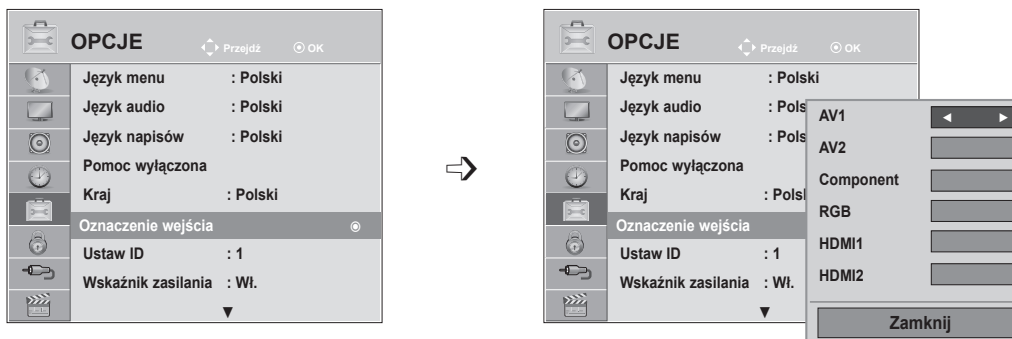 OPCJE Przejdź OK
Język menu : Polski
Język audio : Polski
Język napisów : Polski
Pomoc wyłączona
Kraj : Polski
Oznaczenie wejścia
Ustaw ID : 1
Wskaźnik zasilania : Wł.
OPCJE Przejdź OK
Język menu : Polski
Język audio : Pols
Język napisów : Pols
Pomoc wyłączona
Kraj : Pols
Oznaczenie wejścia
Ustaw ID : 1
Wskaźnik zasilania : Wł.
AV1
AV2
Component
RGB
HDMI1
HDMI2
Zamknij